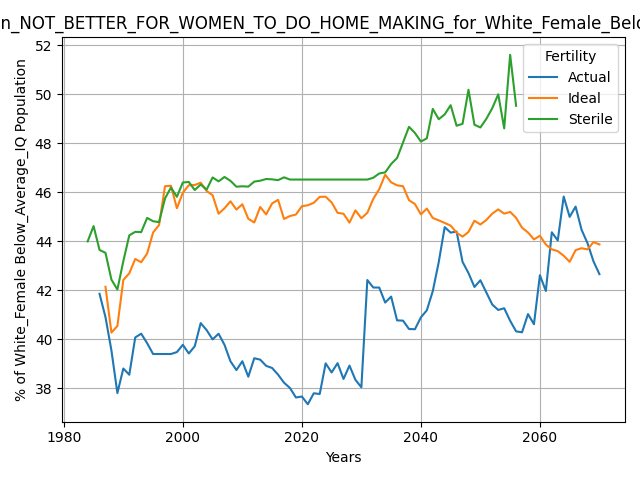 n_NOT_BETTER_FOR_WOMEN_TO_DO_HOME_MAKING_for_White_Female_Belo
% of White_Female Below_Average_IQ Population
52
50
48
46
44
42
40
38
1980
2000
2020
2040
2060
Years
Fertility
Actual
Ideal
Sterile